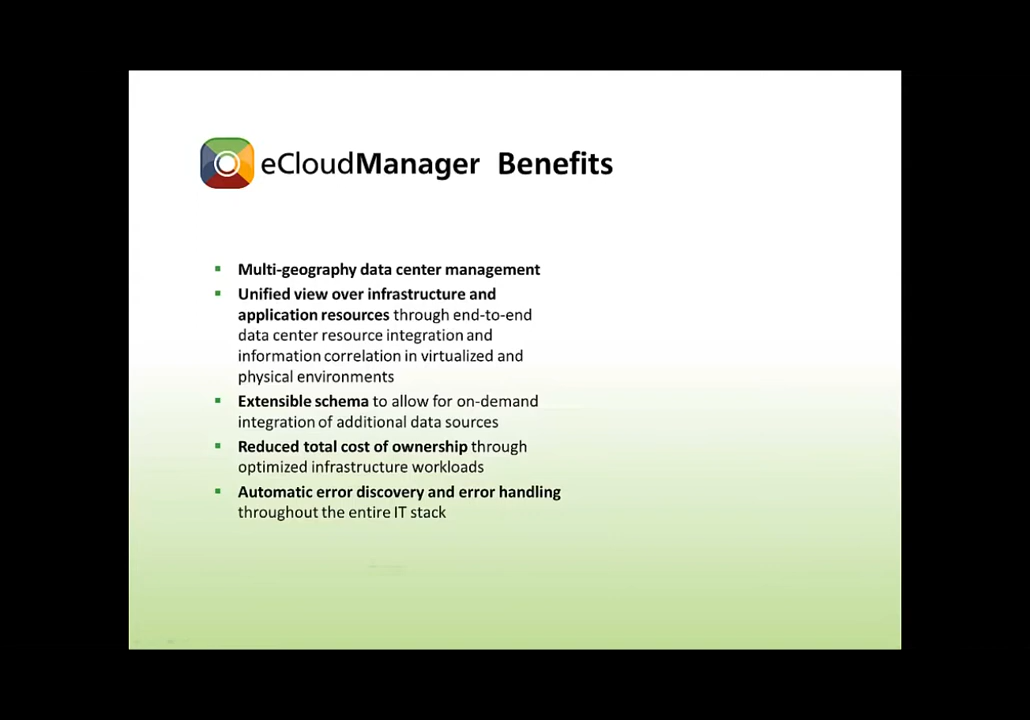 eCloudManager Benefits
Multi-geography data center management
Unified view over infrastructure and
application resources through end-to-end
data center resource integration and
information correlation in virtualized and
physical environments
Extensible schema to allow for on-demand
integration of additional data sources
Reduced total cost of ownership through
optimized infrastructure workloads
Automatic error discovery and error handling
throughout the entire IT stack